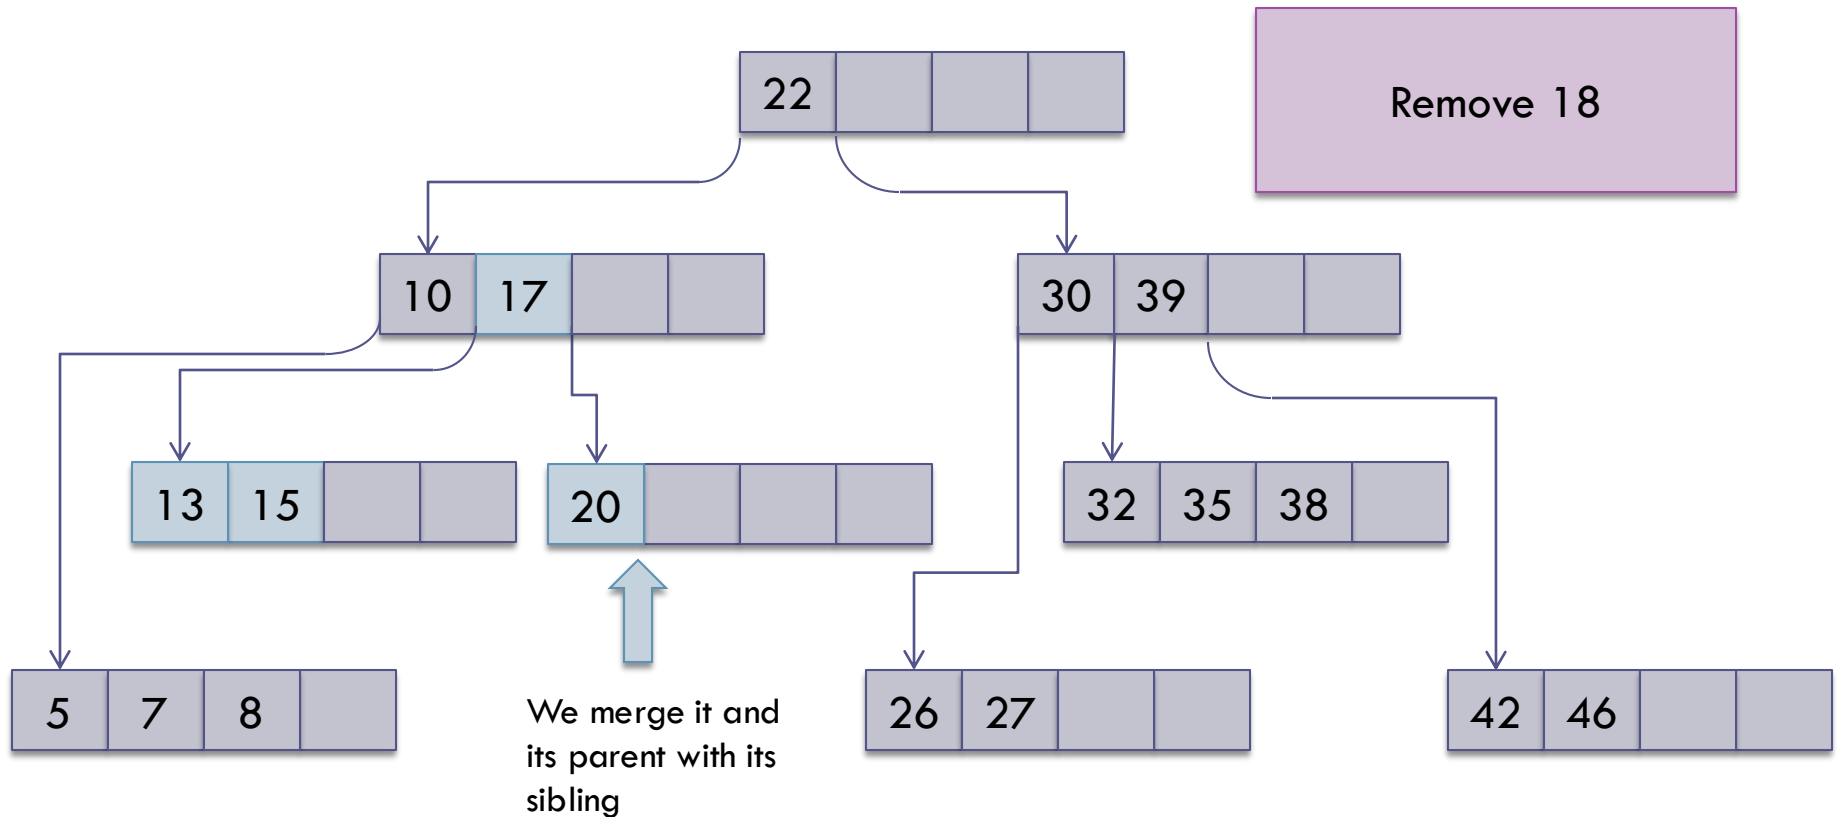 Remove 18
22
10 17
30 39
13 15
20
32 35 38
5 7 8
26 27
42 46
We merge it and
its parent with its
sibling